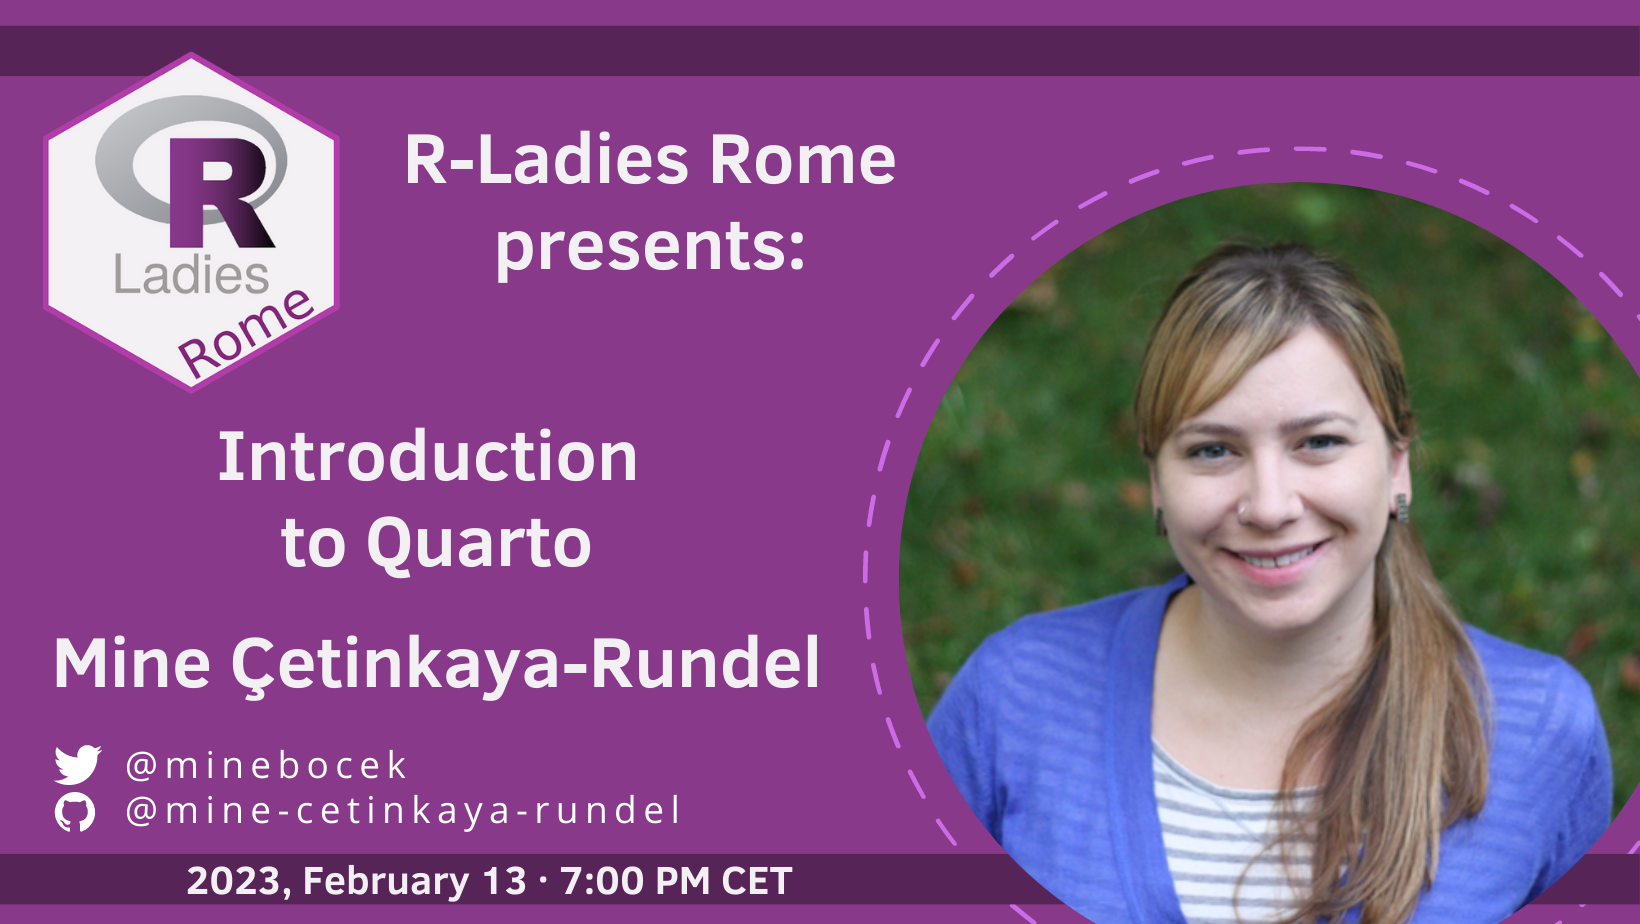 R
Ladies
Rome
R-Ladies Rome
presents:
Introduction
to Quarto
Mine Çetinkaya-Rundel
@minebocek
@mine-cetinkaya-rundel
2023, February 13 · 7:00 PM CET